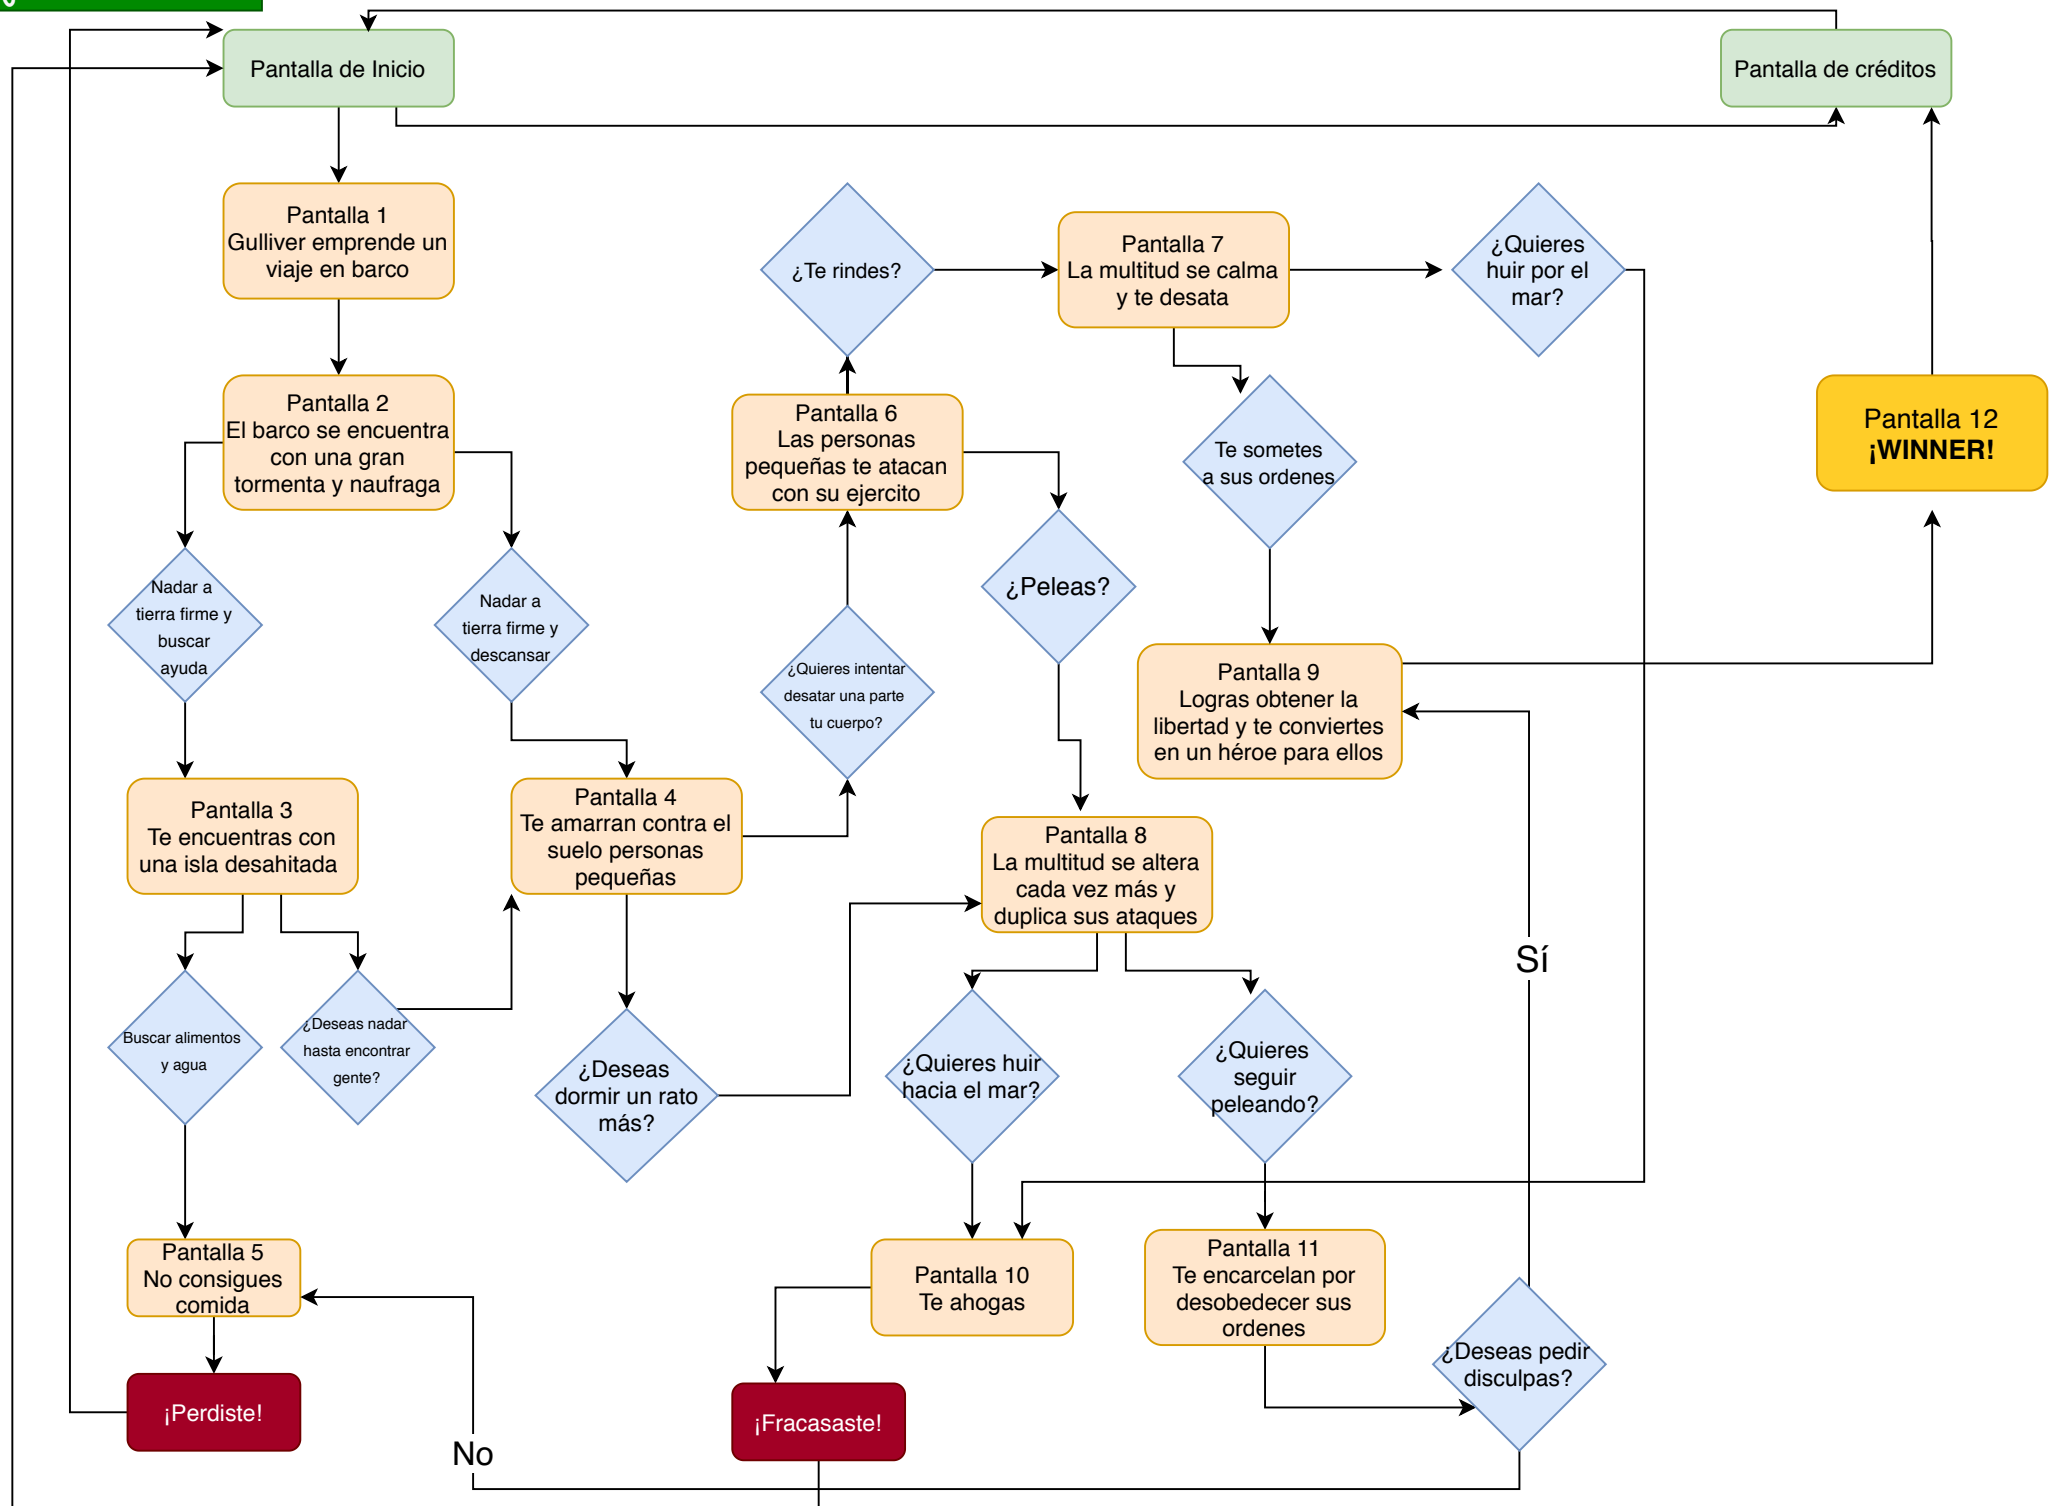 Pantalla de Inicio
Pantalla de créditos
Pantalla 1
Gulliver emprende un
viaje en barco
¿Te rindes?
Pantalla 7
La multitud se calma
y te desata
¿Quieres
huir por el
mar?
Pantalla 2
El barco se encuentra
con una gran
tormenta y naufraga
Pantalla 6
Las personas
pequeñas te atacan
con su ejercito
Te sometes
a sus ordenes
Pantalla 12
¡WINNER!
Nadar a
tierra firme y
buscar
ayuda
Nadar a
tierra firme y
descansar
¿Quieres intentar
desatar una parte
tu cuerpo?
¿Peleas?
Pantalla 9
Logras obtener la
libertad y te conviertes
en un héroe para ellos
Pantalla 3
Te encuentras con
una isla desahitada
Pantalla 4
Te amarran contra el
suelo personas
pequeñas
Pantalla 8
La multitud se altera
cada vez más y
duplica sus ataques
Sí
Buscar alimentos
y agua
¿Deseas nadar
hasta encontrar
gente?
¿Deseas
dormir un rato
más?
¿Quieres huir
hacia el mar?
¿Quieres
seguir
peleando?
Pantalla 5
No consigues
comida
Pantalla 10
Te ahogas
Pantalla 11
Te encarcelan por
desobedecer sus
ordenes
¿Deseas pedir
disculpas?
¡Perdiste!
¡Fracasaste!
No